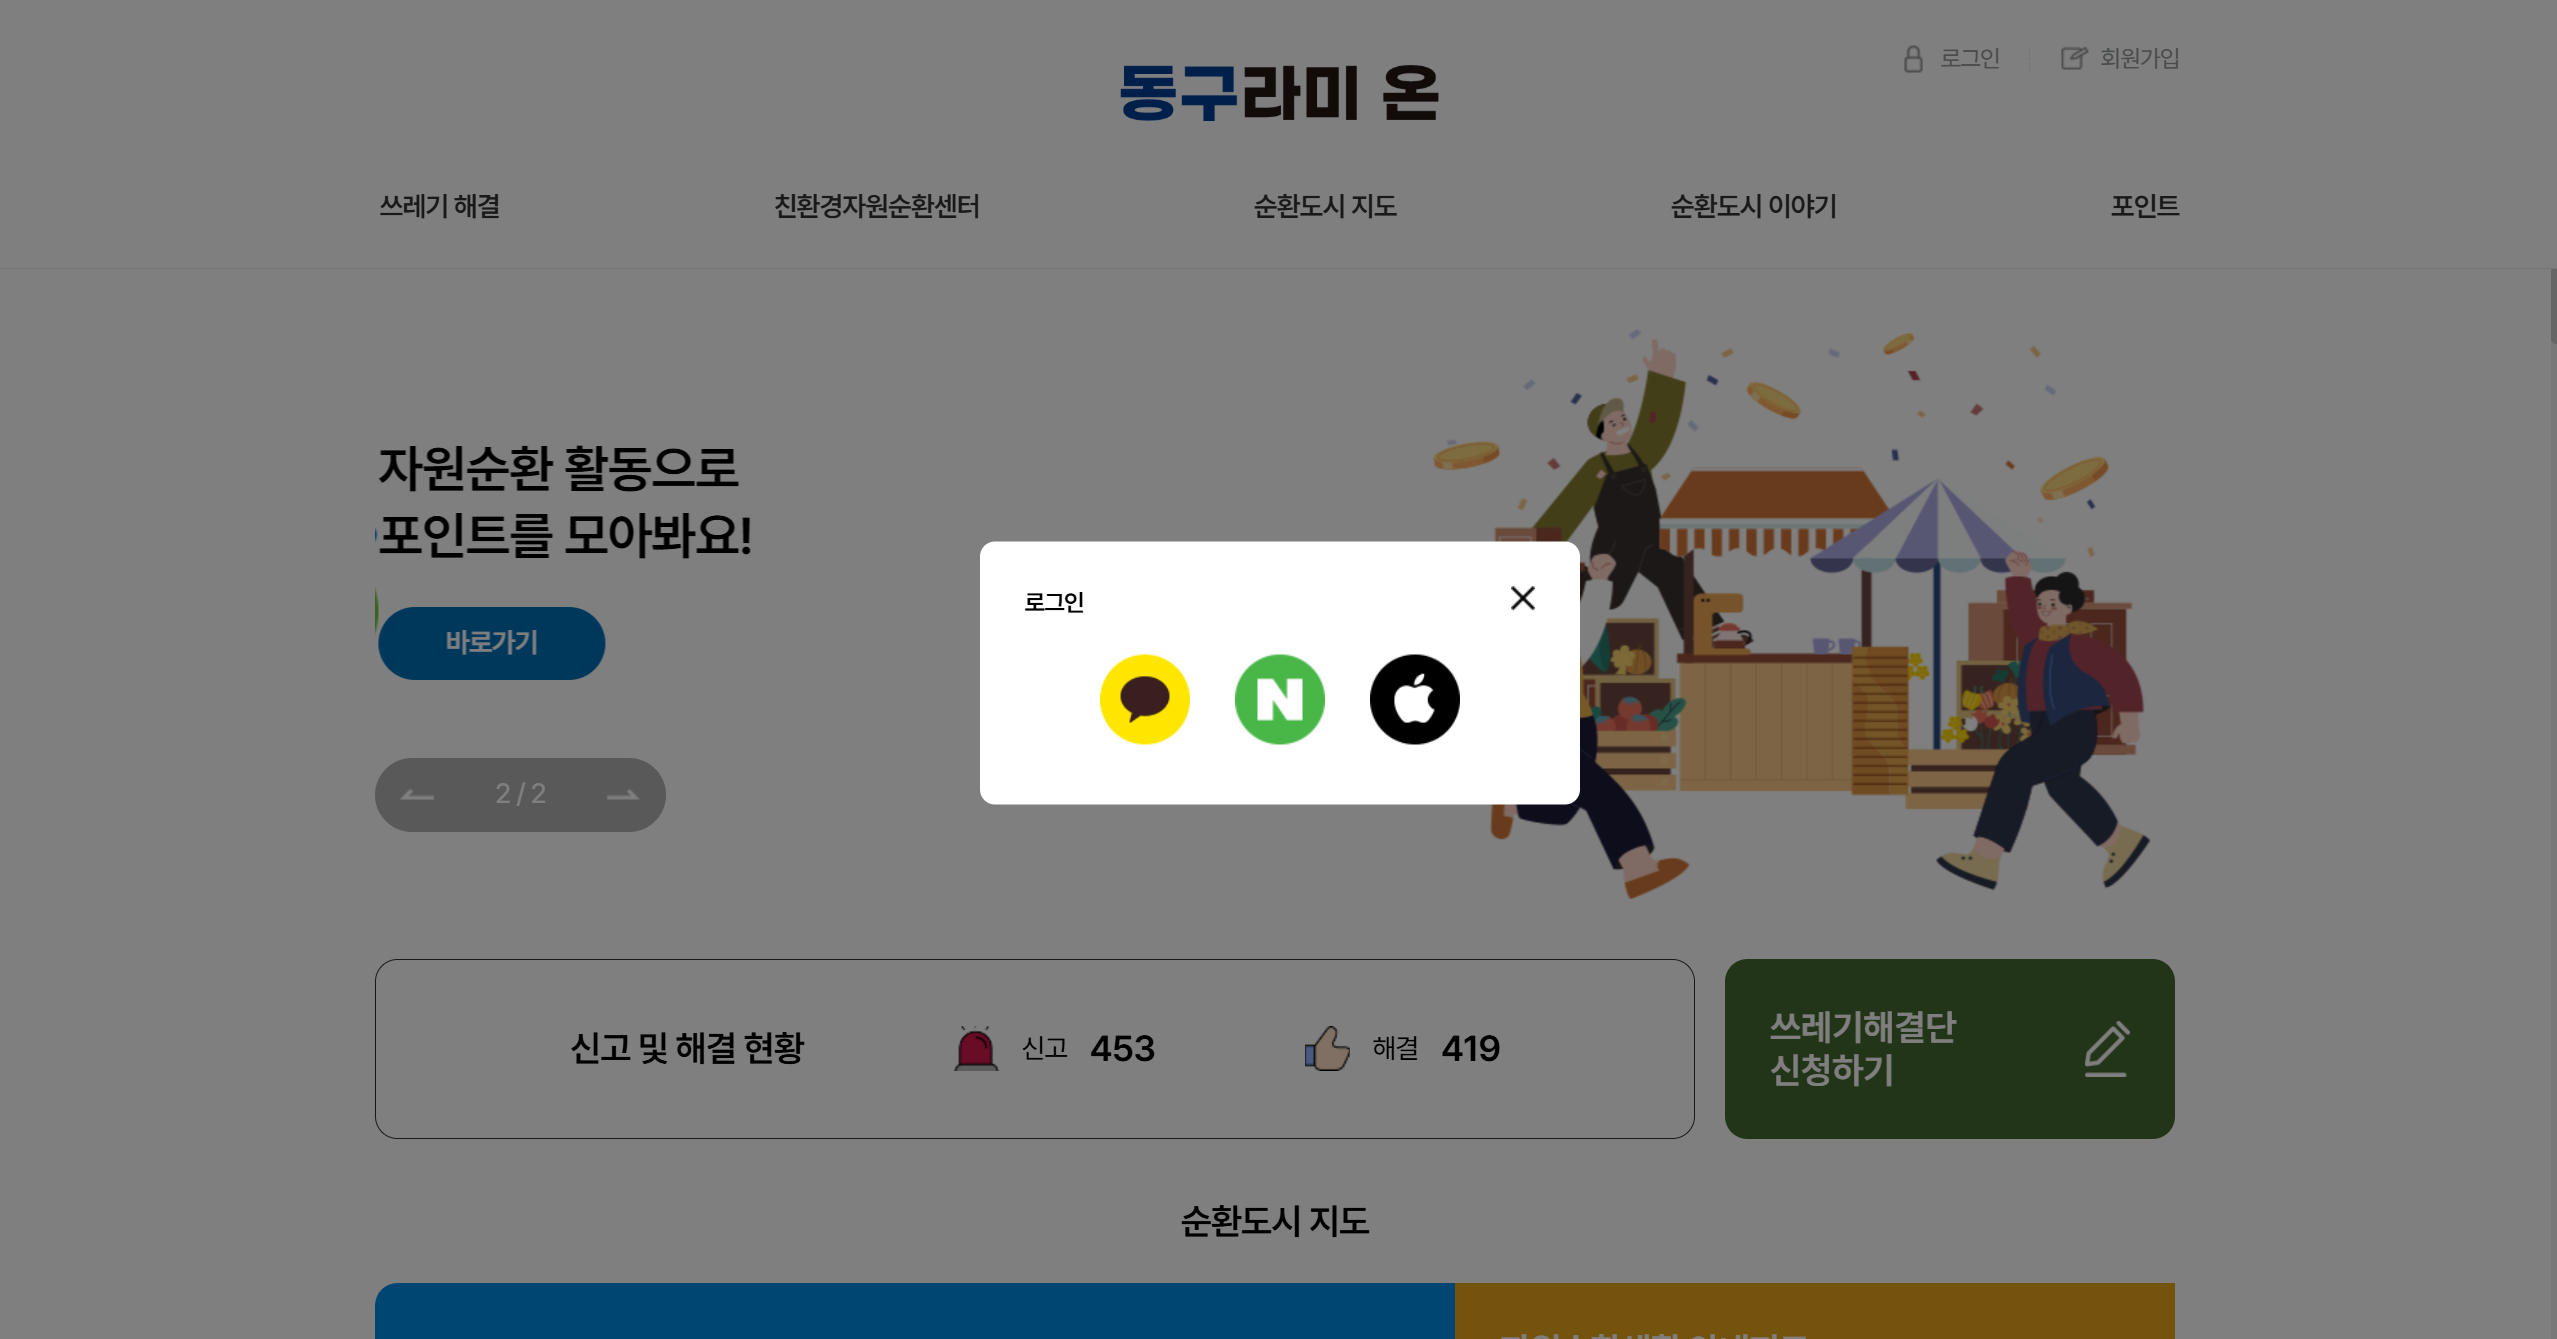 로그인
회원가입
동구라미 온
쓰레기 해결
친환경자원순환센터
순환도시 지도
순환도시 이야기
포인트
자원순환 활동으로
포인트를 모아봐요!
바로가기
2 / 2
로그인
N
신고 및 해결 현황
신고 453
해결 419
쓰레기해결단
신청하기
순환도시 지도